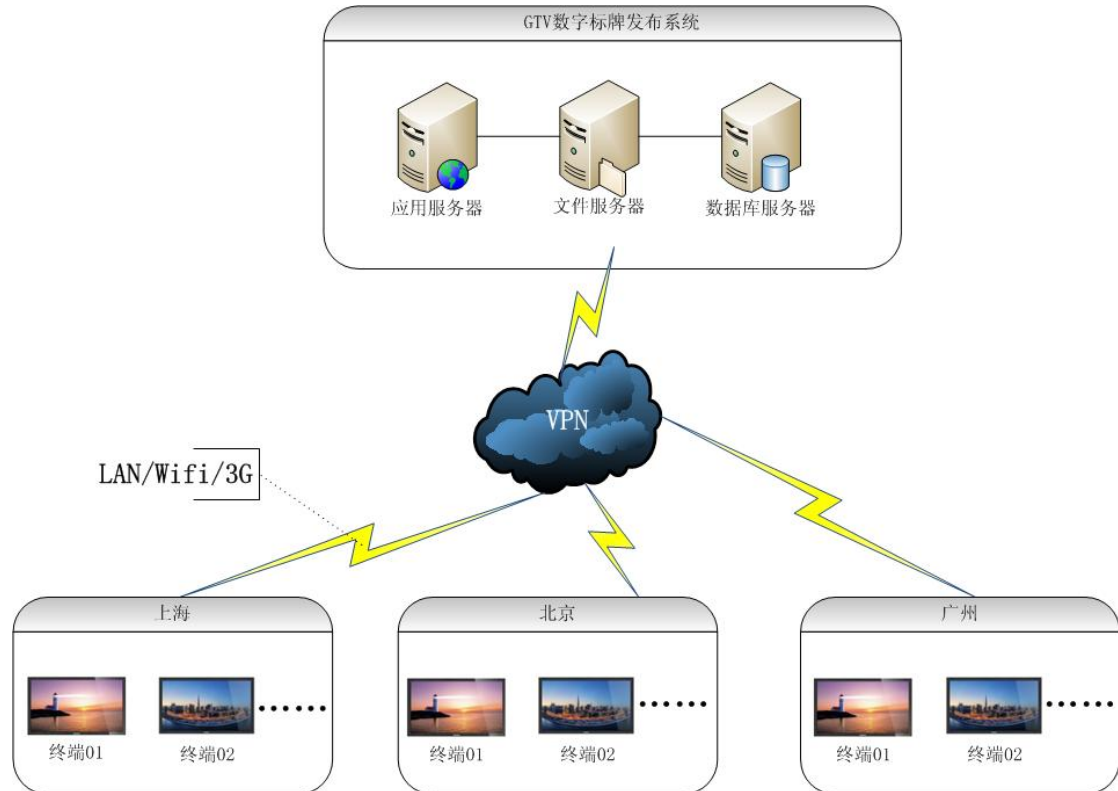 GTV数字标牌发布系统
应用服务器
文件服务器
数据库服务器
VPN
LAN/Wifi/3G
上海
北京
广州
终端01
终端02
终端01
终端02
终端01
终端02